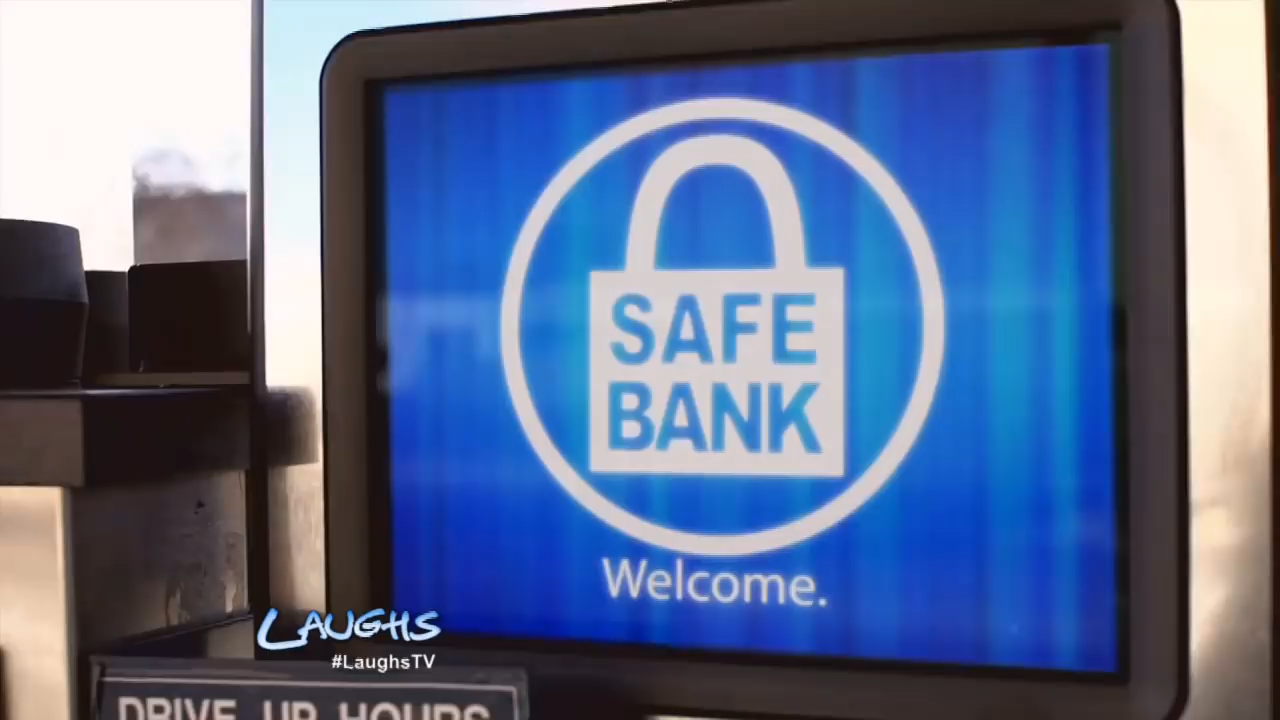 SAFE
BANK
Welcome.
LAUGHS
#LaughsTV
DRIVE UP HOURS